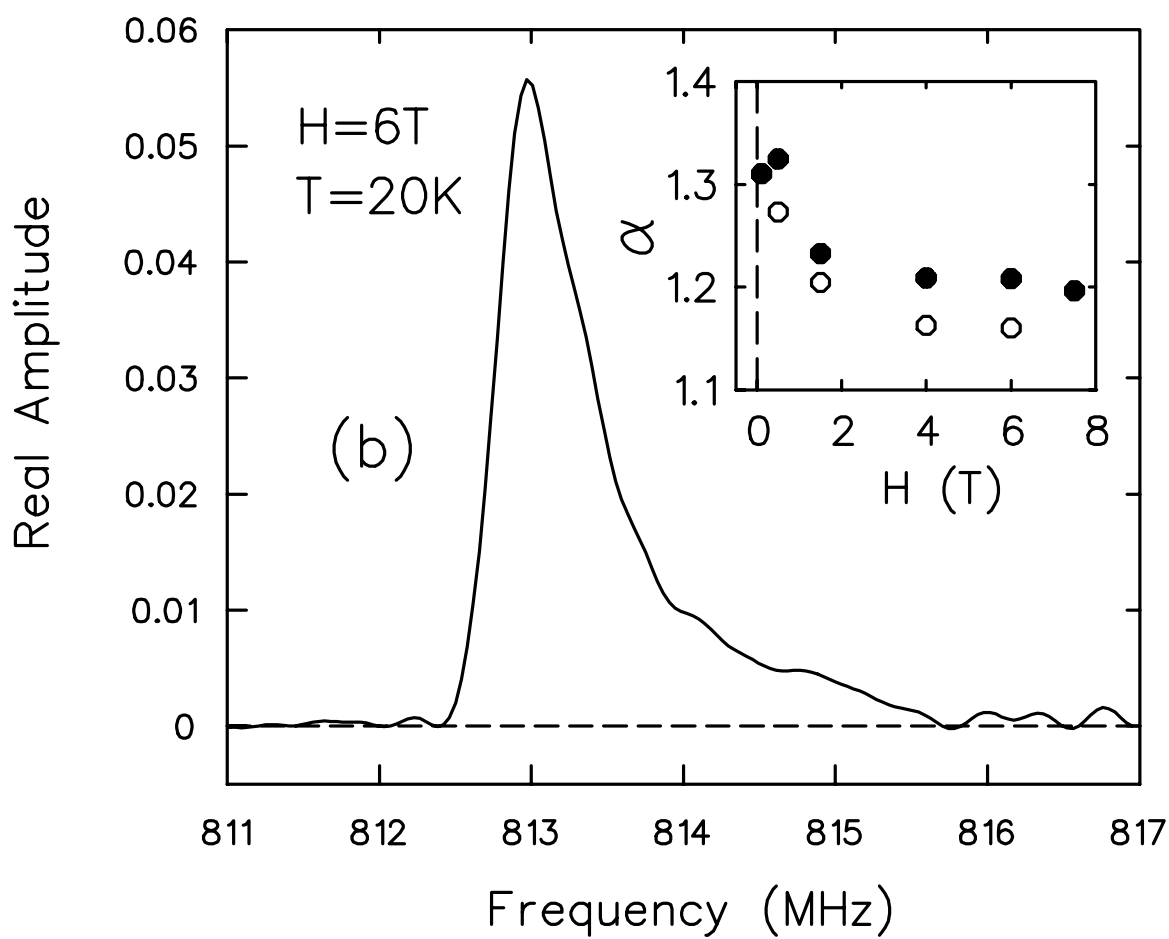 0.06
0.05
0.04
0.03
0.02
0.01
0
Real Amplitude
H=6T
T=20K
(b)
1.4
1.3
1.2
1.1
α
0 2 4 6 8
H (T)
811 812 813 814 815 816 817
Frequency (MHz)